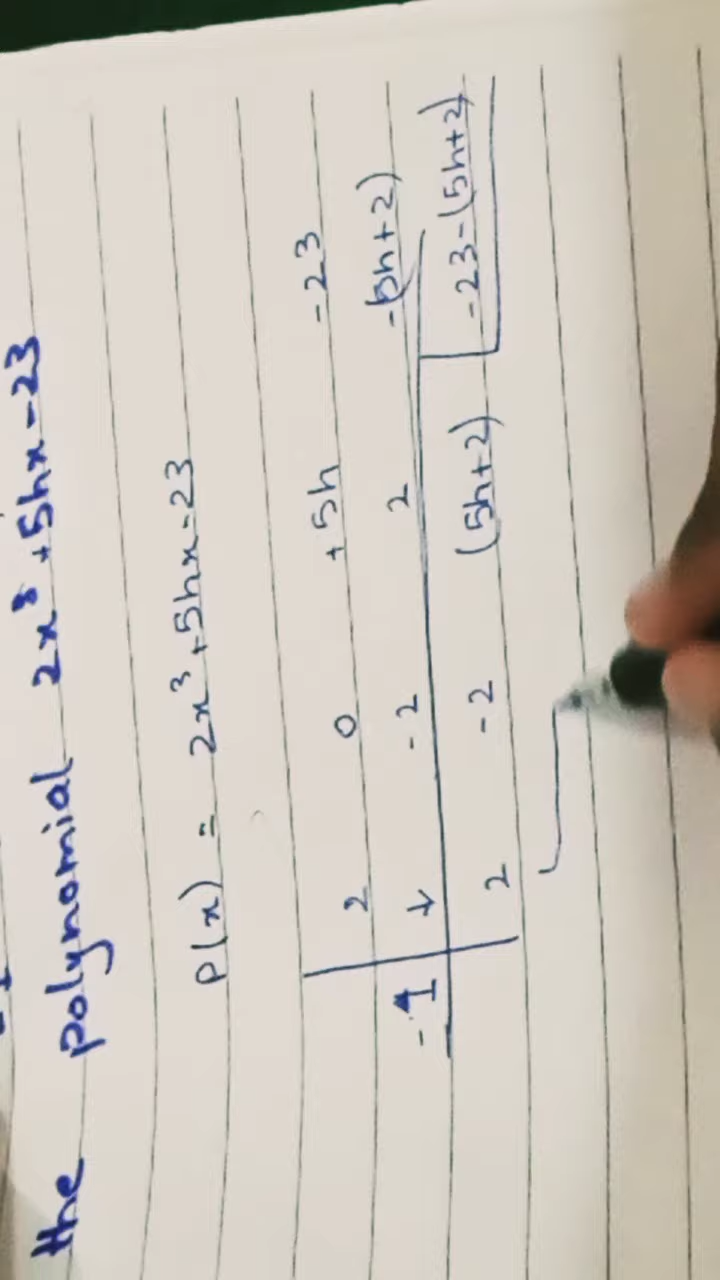 the polynomial 2x³+5hx-23
P(x) = 2x³+5hx-23
2 0 +5h -23
-1 ↓ -2 2 -(5h+2)
2 -2 (5h+2) -23-(5h+2)